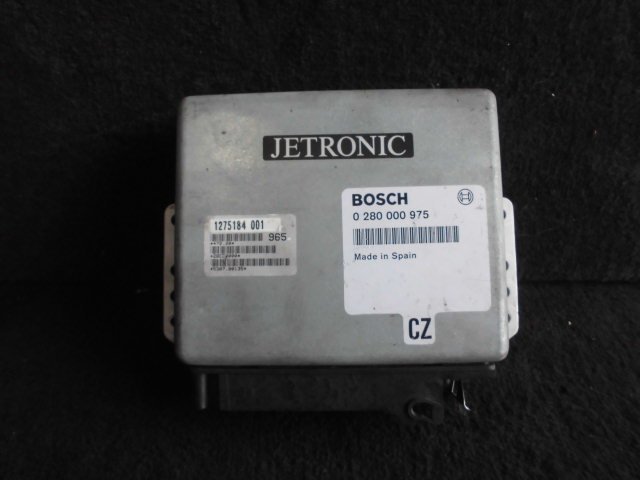 JETRONIC
BOSCH
0 280 000 975
Made in Spain
CZ
1275184 001
965